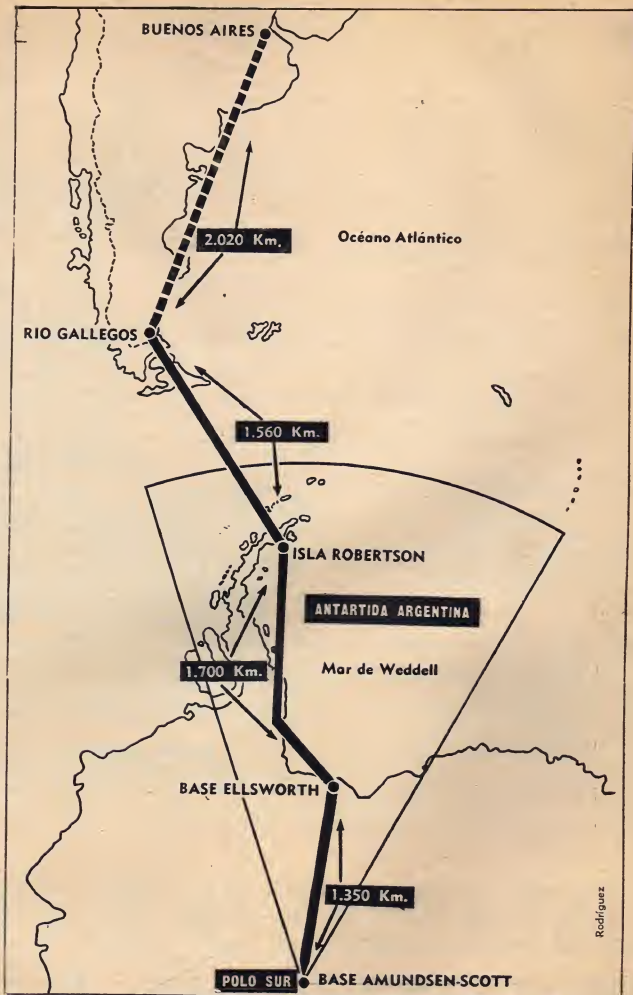 BUENOS AIRES
2.020 Km.
Océano Atlántico
RIO GALLEGOS
1.560 Km.
ISLA ROBERTSON
ANTARTIDA ARGENTINA
1.700 Km.
Mar de Weddell
BASE ELLSWORTH
1.350 Km.
Rodríguez
POLO SUR
BASE AMUNDSEN-SCOTT